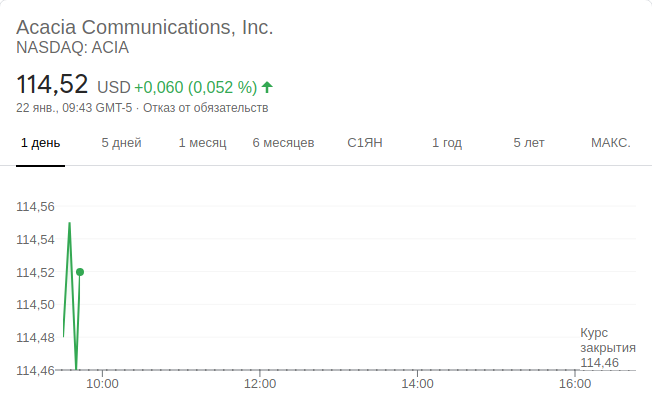 Acacia Communications, Inc.
NASDAQ: ACIA
114,52 USD +0,060 (0,052 %)
22 янв., 09:43 GMT-5 · Отказ от обязательств
1 день 5 дней 1 месяц 6 месяцев С1ЯН 1 год 5 лет МАКС.
114,56
114,54
114,52
114,50
114,48
114,46
Курс
закрытия
114,46
10:00 12:00 14:00 16:00